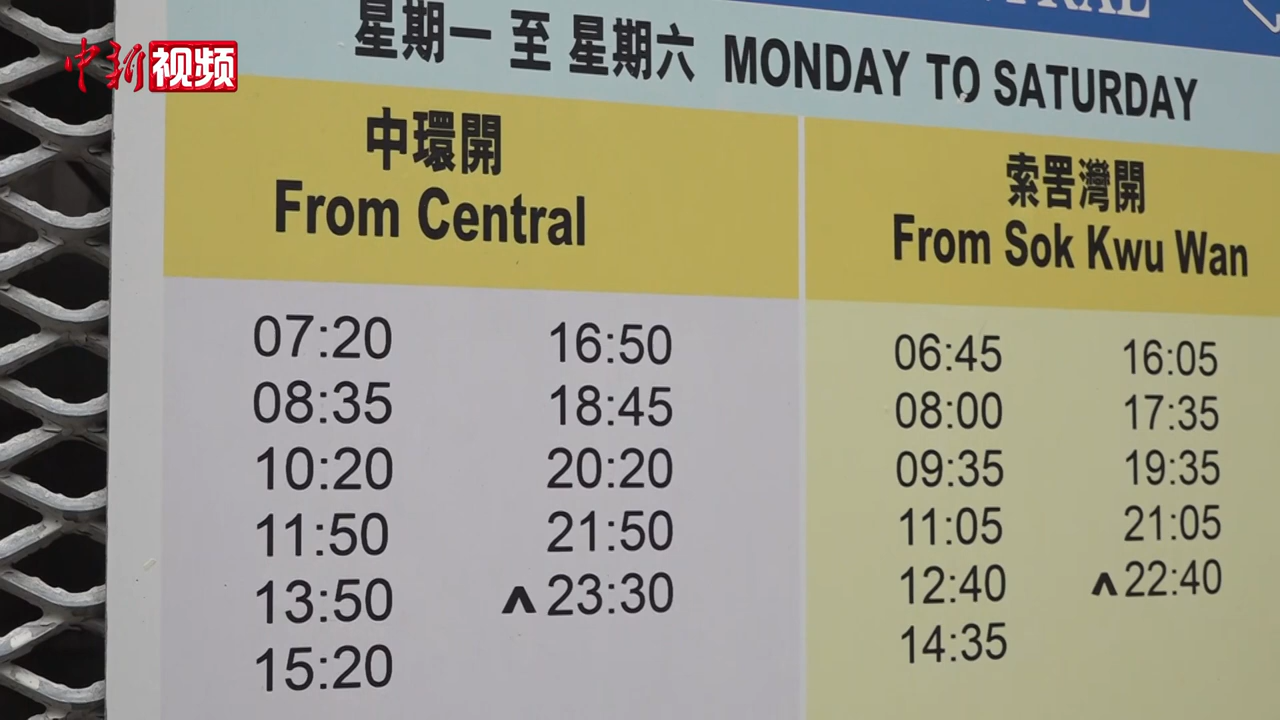 中新视频
星期一 至 星期六 MONDAY TO SATURDAY
中環開
From Central
07:20 16:50
08:35 18:45
10:20 20:20
11:50 21:50
13:50 ʌ23:30
15:20
索罟灣開
From Sok Kwu Wan
06:45 16:05
08:00 17:35
09:35 19:35
11:05 21:05
12:40 ʌ22:40
14:35